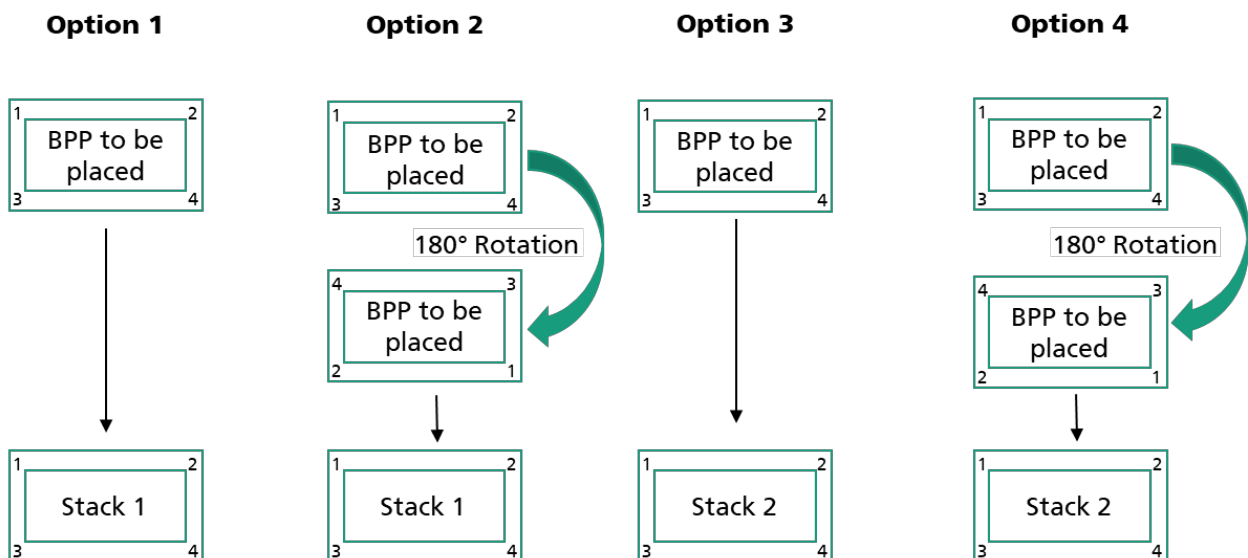 Option 1
Option 2
Option 3
Option 4
1 2
BPP to be
placed
3 4
1 2
BPP to be
placed
3 4
1 2
BPP to be
placed
3 4
1 2
BPP to be
placed
3 4
180° Rotation
180° Rotation
4 3
BPP to be
placed
2 1
4 3
BPP to be
placed
2 1
1 2
Stack 1
3 4
1 2
Stack 1
3 4
1 2
Stack 2
3 4
1 2
Stack 2
3 4